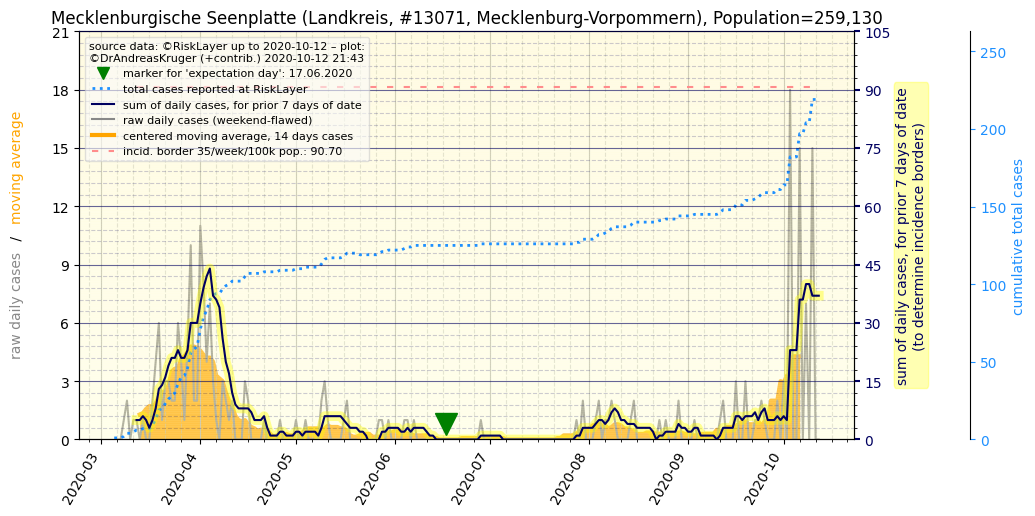 Mecklenburgische Seenplatte (Landkreis, #13071, Mecklenburg-Vorpommern), Population=259,130
source data: ©RiskLayer up to 2020-10-12 – plot:
©DrAndreasKruger (+contrib.) 2020-10-12 21:43
marker for 'expectation day': 17.06.2020
total cases reported at RiskLayer
sum of daily cases, for prior 7 days of date
raw daily cases (weekend-flawed)
centered moving average, 14 days cases
incid. border 35/week/100k pop.: 90.70
raw daily cases / moving average
21
18
15
12
9
6
3
0
2020-03
2020-04
2020-05
2020-06
2020-07
2020-08
2020-09
2020-10
105
90
75
60
45
30
15
0
sum of daily cases, for prior 7 days of date
(to determine incidence borders)
250
200
150
100
50
0
cumulative total cases